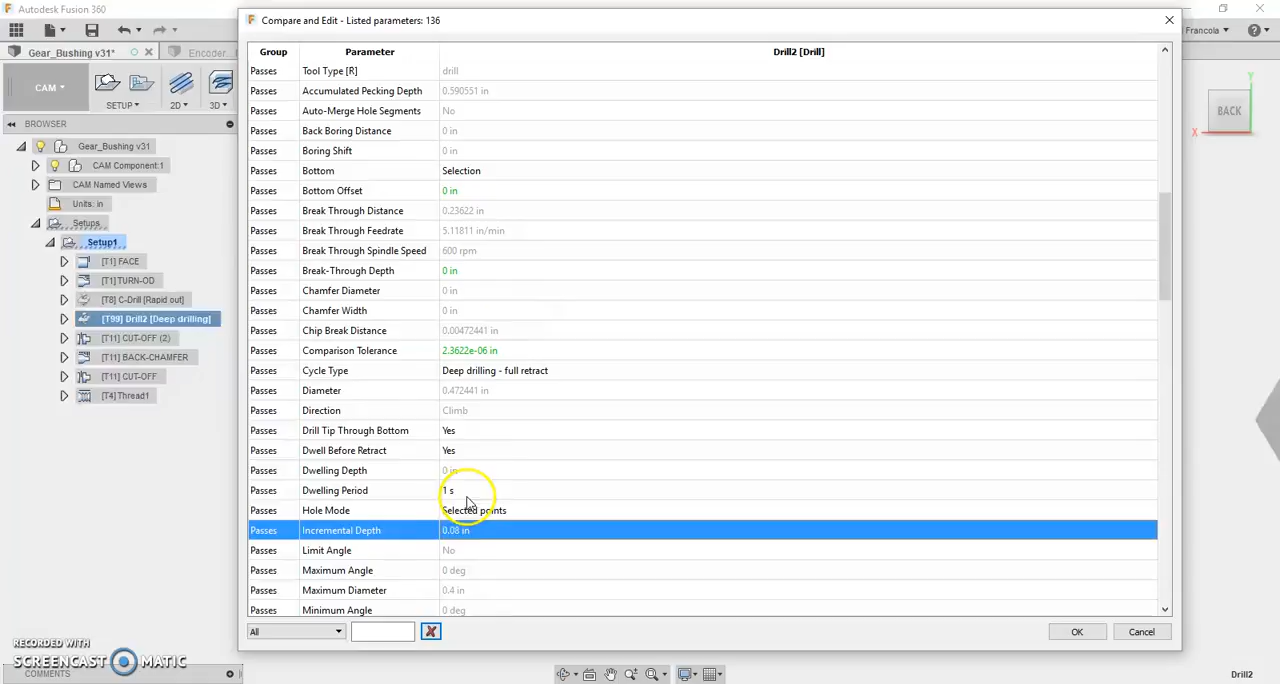 Autodesk Fusion 360
Compare and Edit - Listed parameters: 136
Gear_Bushing v31*
Encoder
Francola
CAM
SETUP
2D
3D
BROWSER
Gear_Bushing v31
CAM Component:1
CAM Named Views
Units: in
Setups
Setup1
[T1] FACE
[T1] TURN-OD
[T8] C-Drill [Rapid out]
[T99] Drill2 [Deep drilling]
[T11] CUT-OFF (2)
[T11] BACK-CHAMFER
[T11] CUT-OFF
[T4] Thread1
Group Parameter Drill2 [Drill]
Passes Tool Type [R] drill
Passes Accumulated Pecking Depth 0.590551 in
Passes Auto-Merge Hole Segments No
Passes Back Boring Distance 0 in
Passes Boring Shift 0 in
Passes Bottom Selection
Passes Bottom Offset 0 in
Passes Break Through Distance 0.23622 in
Passes Break Through Feedrate 5.11811 in/min
Passes Break Through Spindle Speed 600 rpm
Passes Break-Through Depth 0 in
Passes Chamfer Diameter 0 in
Passes Chamfer Width 0 in
Passes Chip Break Distance 0.00472441 in
Passes Comparison Tolerance 2.3622e-06 in
Passes Cycle Type Deep drilling - full retract
Passes Diameter 0.472441 in
Passes Direction Climb
Passes Drill Tip Through Bottom Yes
Passes Dwell Before Retract Yes
Passes Dwelling Depth 0 in
Passes Dwelling Period 1 s
Passes Hole Mode Selected points
Passes Incremental Depth 0.08 in
Passes Limit Angle No
Passes Maximum Angle 0 deg
Passes Maximum Diameter 0.4 in
Passes Minimum Angle 0 deg
All
OK
Cancel
BACK
Y
X
RECORDED WITH
SCREENCAST MATIC
COMMENTS
Drill2